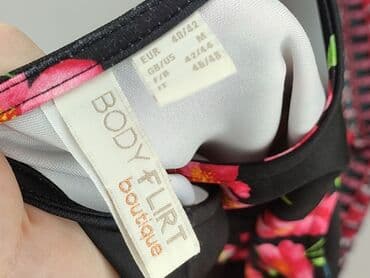 EUR 40/42
GB/US M
F/B 42/44
IT 46/48
BODY FLIRT
boutique